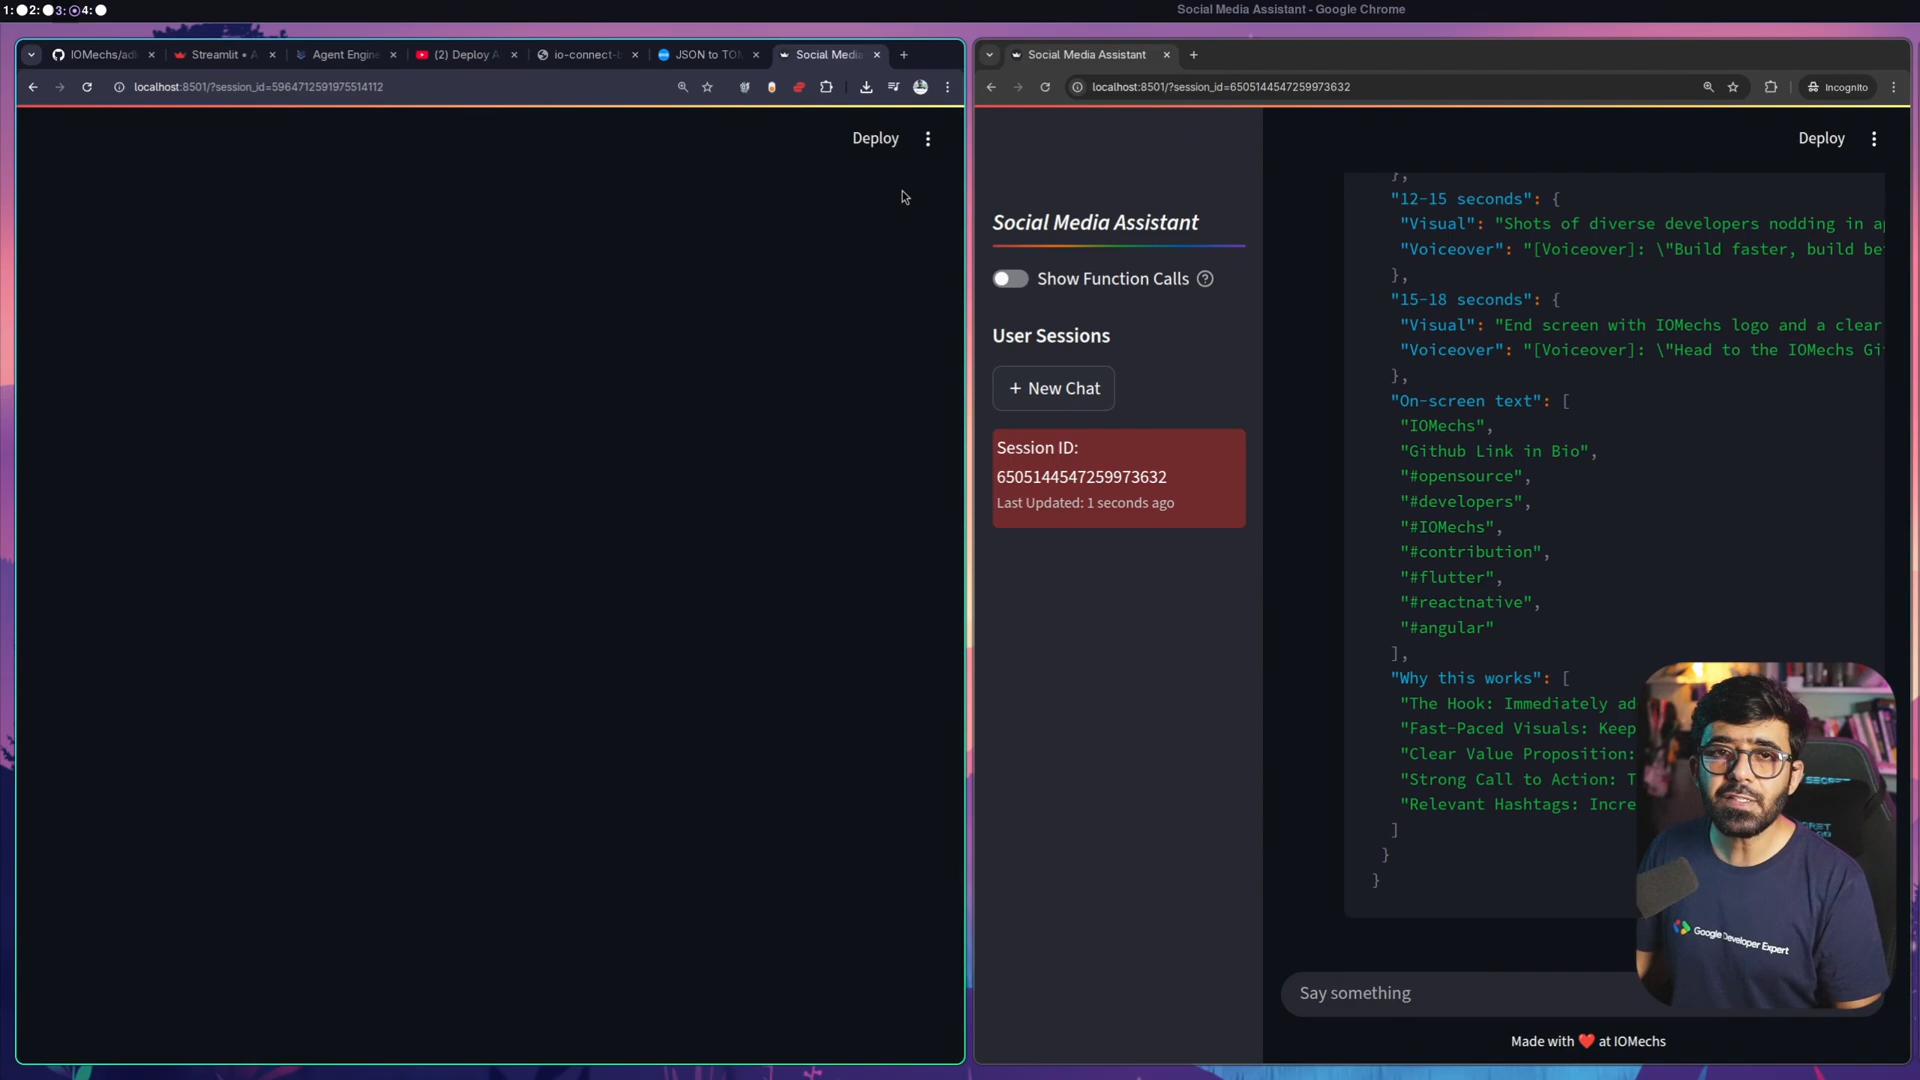 1: 2: 3: 4:
Social Media Assistant - Google Chrome
IOMechs/ad
Streamlit • A
Agent Engine
(2) Deploy A
io-connect-b
JSON to TO
Social Media
localhost:8501/?session_id=5964712591975514112
Deploy
Social Media Assistant
localhost:8501/?session_id=6505144547259973632
Incognito
Social Media Assistant
Show Function Calls
User Sessions
+ New Chat
Session ID:
6505144547259973632
Last Updated: 1 seconds ago
Deploy
},
"12-15 seconds": {
"Visual": "Shots of diverse developers nodding in ap
"Voiceover": "[Voiceover]: \"Build faster, build be
},
"15-18 seconds": {
"Visual": "End screen with IOMechs logo and a clear
"Voiceover": "[Voiceover]: \"Head to the IOMechs Gi
},
"On-screen text": [
"IOMechs",
"Github Link in Bio",
"#opensource",
"#developers",
"#IOMechs",
"#contribution",
"#flutter",
"#reactnative",
"#angular"
],
"Why this works": [
"The Hook: Immediately ad
"Fast-Paced Visuals: Keep
"Clear Value Proposition:
"Strong Call to Action: T
"Relevant Hashtags: Incre
]
}
}
Say something
Made with ❤️ at IOMechs
Google Developer Expert